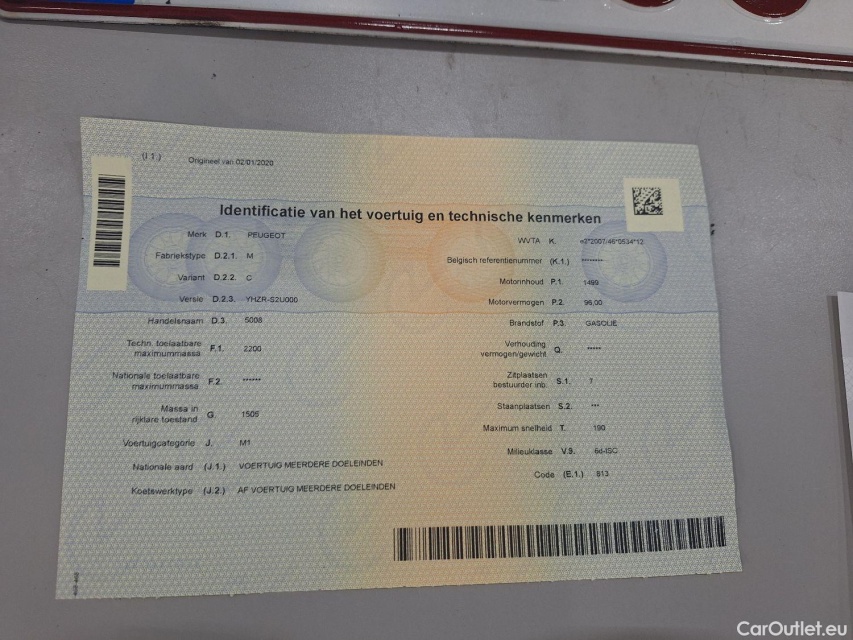 (I 1.) Origineel van 02/01/2020
Identificatie van het voertuig en technische kenmerken
Merk D.1. PEUGEOT
Fabriekstype D.2.1. M
Variant D.2.2. C
Versie D.2.3. YHZR-S2U000
Handelsnaam D.3. 5008
Techn. toelaatbare
maximummassa F.1. 2200
Nationale toelaatbare
maximummassa F.2. ******
Massa in
rijklare toestand G. 1505
Voertuigcategorie J. M1
Nationale aard (J.1.) VOERTUIG MEERDERE DOELEINDEN
Koetswerktype (J.2.) AF VOERTUIG MEERDERE DOELEINDEN
WVTA K. *2007/46*0534*12
Belgisch referentienummer (K.1.) ********
Motorinhoud P.1. 1499
Motorvermogen P.2. 96,00
Brandstof P.3. GASOLIE
Verhouding
vermogen/gewicht Q. *****
Zitplaatsen
bestuurder inb. S.1. 7
Staanplaatsen S.2. ***
Maximum snelheid T. 190
Milieuklasse V.9. 6d-ISC
Code (E.1.) 813
CarOutlet.eu